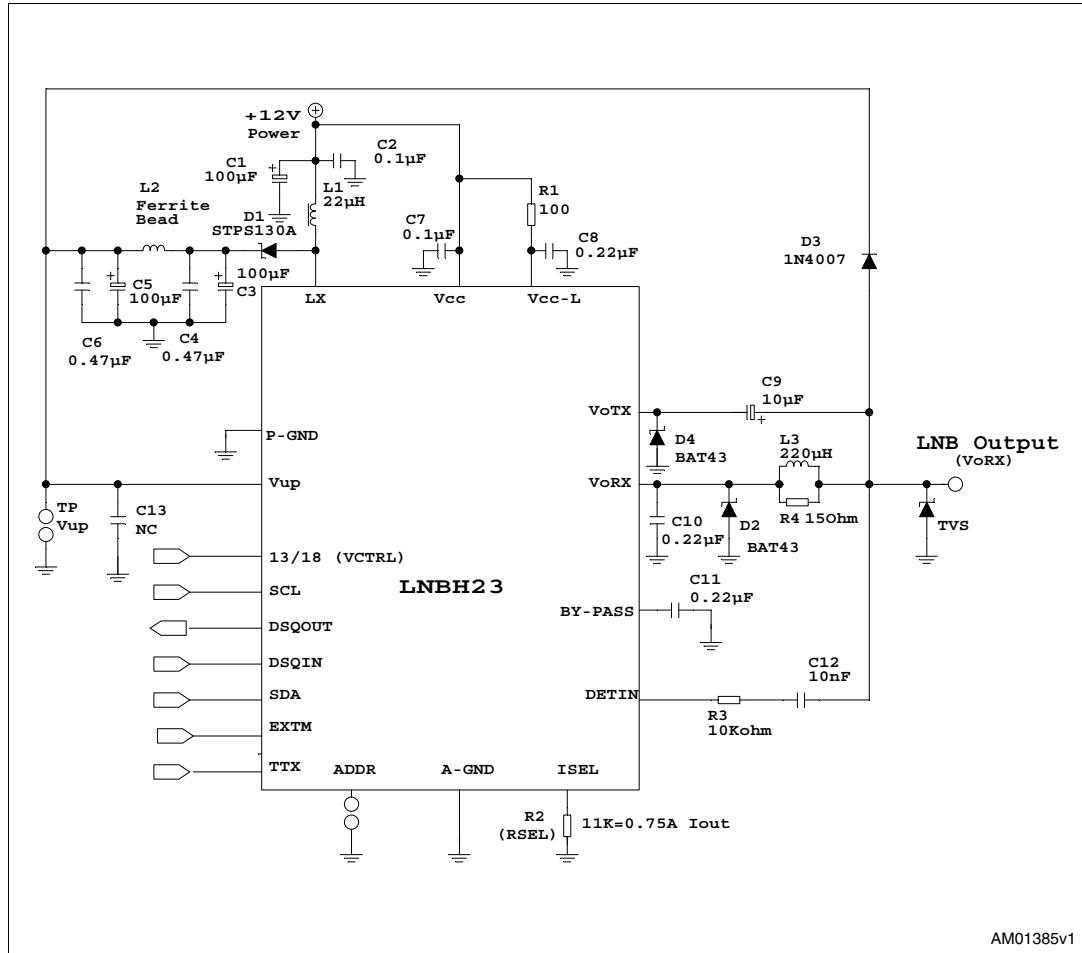 +12V
Power
C2
0.1µF
C1
100µF
L1
22µH
L2
Ferrite
Bead
D1
STPS130A
R1
100
C7
0.1µF
C8
0.22µF
D3
1N4007
100µF
C3
C5
100µF
C6
0.47µF
C4
0.47µF
LX
Vcc
Vcc-L
C9
10µF
VoTX
D4
BAT43
P-GND
L3
220µH
LNB Output
(VoRX)
Vup
VoRX
TP
Vup
C13
NC
C10
0.22µF
D2
BAT43
R4 15Ohm
TVS
13/18 (VCTRL)
LNBH23
SCL
C11
0.22µF
BY-PASS
DSQOUT
DSQIN
C12
10nF
SDA
DETIN
R3
10Kohm
EXTM
TTX
ADDR
A-GND
ISEL
R2
(RSEL)
11K=0.75A Iout
AM01385v1